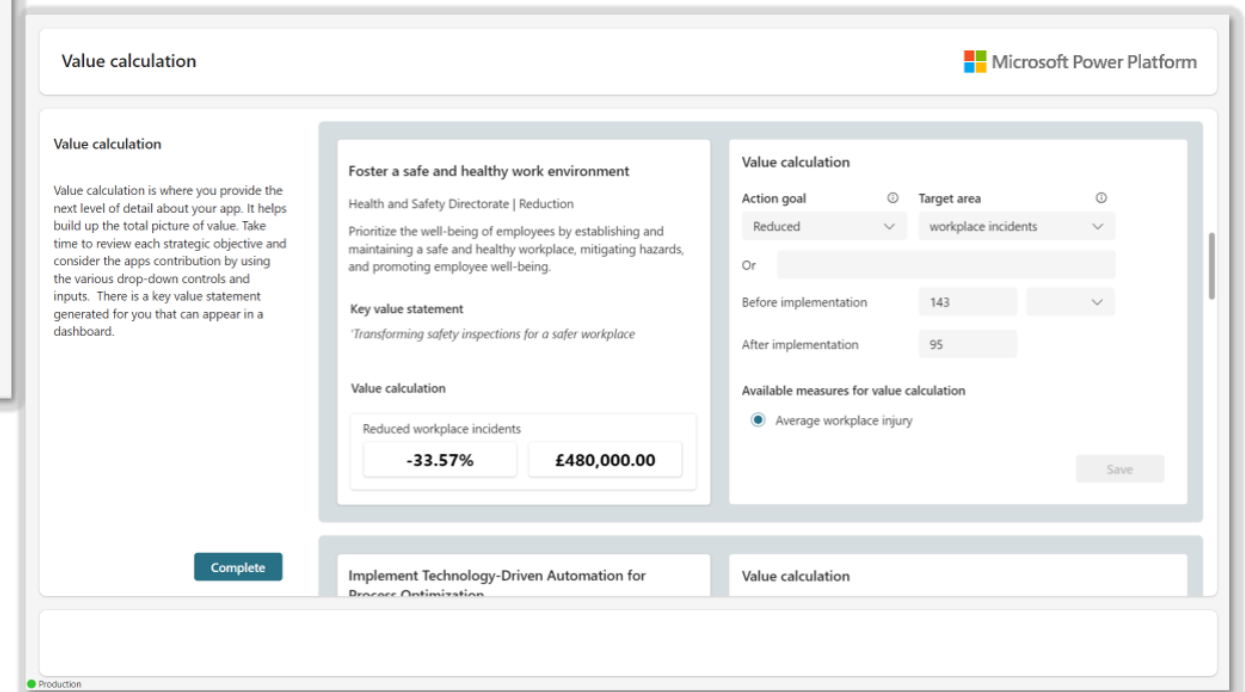 Value calculation
Microsoft Power Platform
Value calculation
Value calculation is where you provide the
next level of detail about your app. It helps
build up the total picture of value. Take
time to review each strategic objective and
consider the apps contribution by using
the various drop-down controls and
inputs.  There is a key value statement
generated for you that can appear in a
dashboard.
Complete
Foster a safe and healthy work environment
Health and Safety Directorate | Reduction
Prioritize the well-being of employees by establishing and
maintaining a safe and healthy workplace, mitigating hazards,
and promoting employee well-being.
Key value statement
'Transforming safety inspections for a safer workplace
Value calculation
Reduced workplace incidents
-33.57% £480,000.00
Value calculation
Action goal Target area
Reduced workplace incidents
Or
Before implementation 143
After implementation 95
Available measures for value calculation
Average workplace injury
Save
Implement Technology-Driven Automation for
Process Optimization
Value calculation
Production